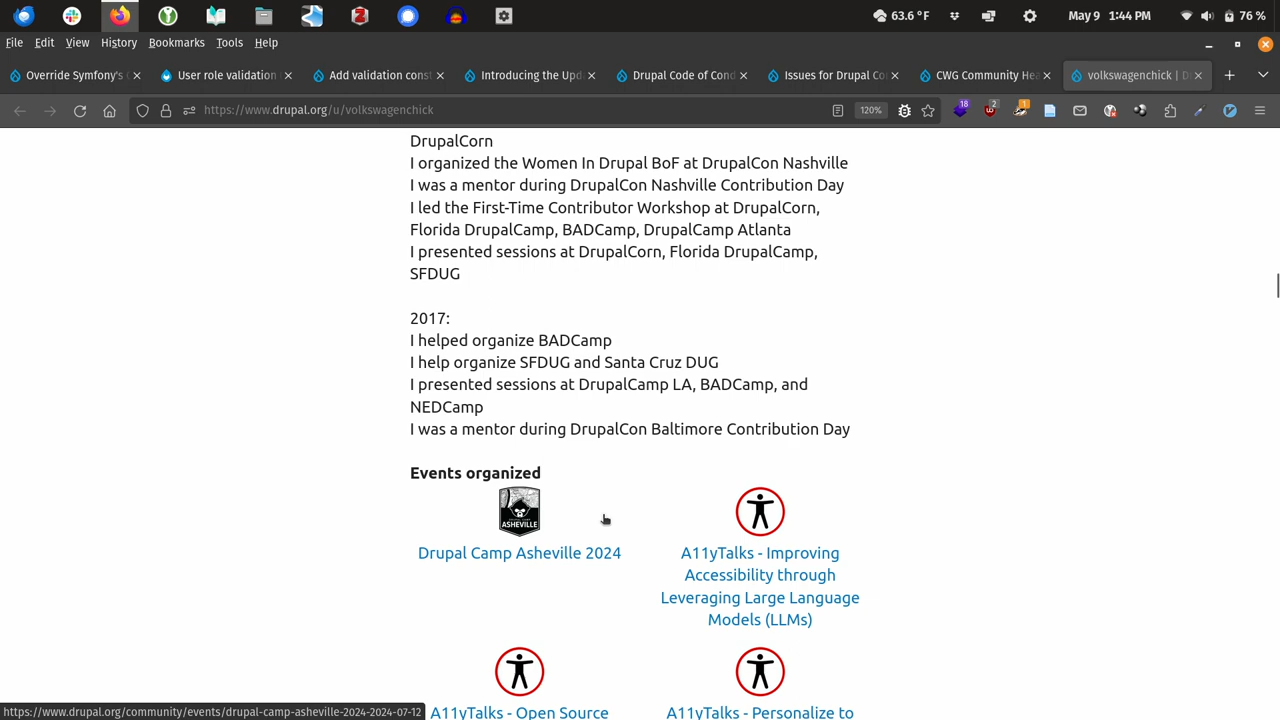 63.6 °F
May 9 1:44 PM
76 %
File Edit View History Bookmarks Tools Help
Override Symfony's
User role validation
Add validation cons
Introducing the Upd
Drupal Code of Cond
Issues for Drupal Co
CWG Community Hea
volkswagenchick | D
https://www.drupal.org/u/volkswagenchick
120%
18
2
1
DrupalCorn
I organized the Women In Drupal BoF at DrupalCon Nashville
I was a mentor during DrupalCon Nashville Contribution Day
I led the First-Time Contributor Workshop at DrupalCorn,
Florida DrupalCamp, BADCamp, DrupalCamp Atlanta
I presented sessions at DrupalCorn, Florida DrupalCamp,
SFDUG
2017:
I helped organize BADCamp
I help organize SFDUG and Santa Cruz DUG
I presented sessions at DrupalCamp LA, BADCamp, and
NEDCamp
I was a mentor during DrupalCon Baltimore Contribution Day
Events organized
ASHEVILLE
Drupal Camp Asheville 2024
A11yTalks - Improving
Accessibility through
Leveraging Large Language
Models (LLMs)
A11yTalks - Open Source
A11yTalks - Personalize to
https://www.drupal.org/community/events/drupal-camp-asheville-2024-2024-07-12